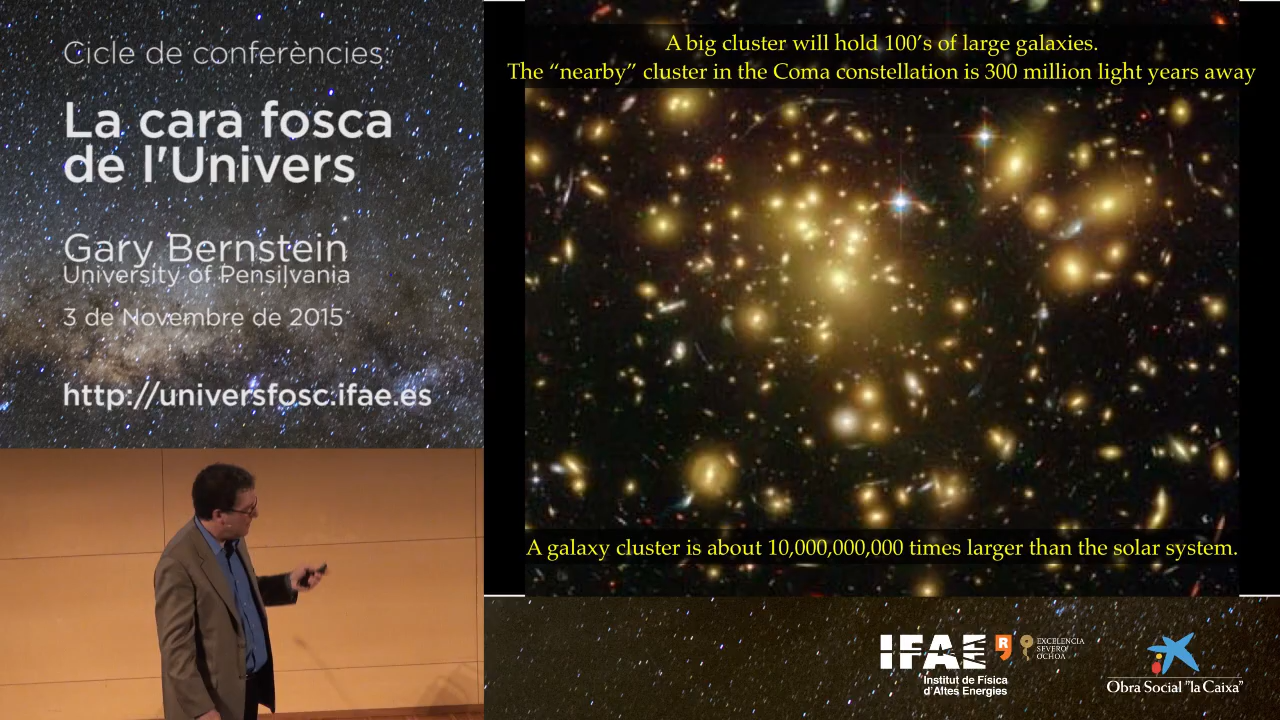 Cicle de conferències:
La cara fosca
de l'Univers
Gary Bernstein
University of Pensilvania
3 de Novembre de 2015
http://universfosc.ifae.es
A big cluster will hold 100's of large galaxies.
The “nearby” cluster in the Coma constellation is 300 million light years away
A galaxy cluster is about 10,000,000,000 times larger than the solar system.
IFAE
Institut de Física
d'Altes Energies
EXCELENCIA
SEVERO
OCHOA
Obra Social "la Caixa"